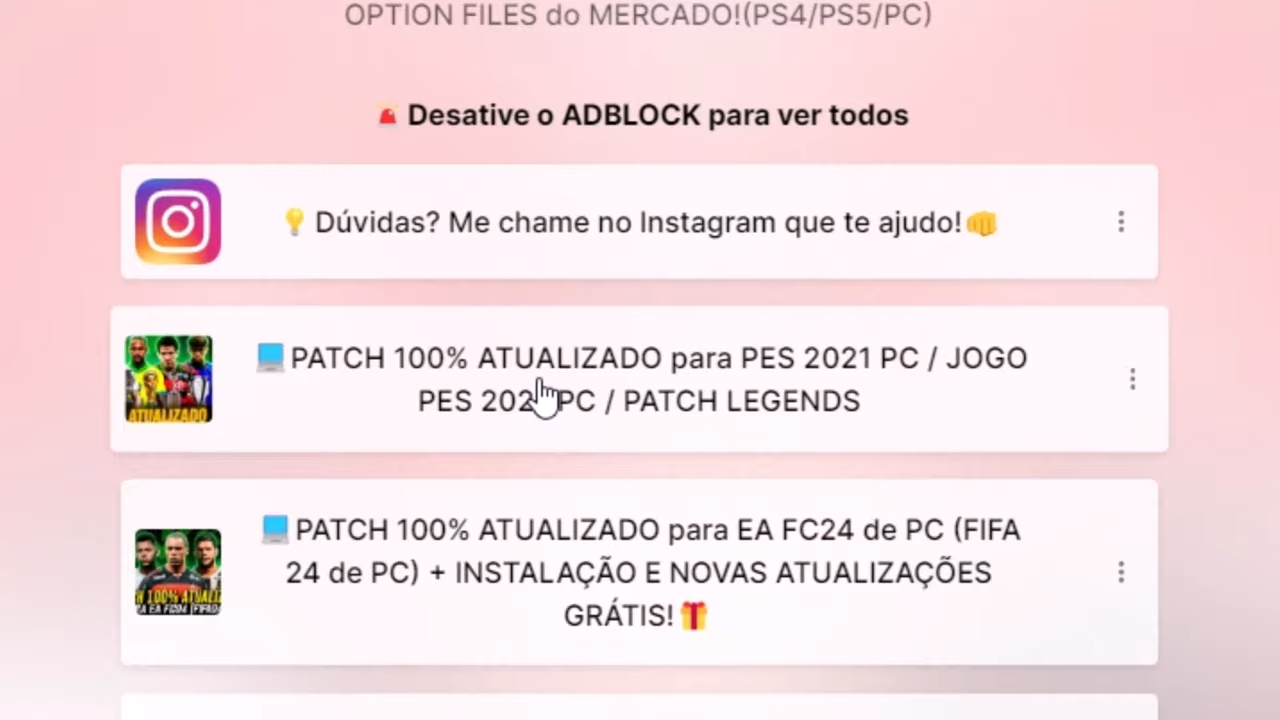 OPTION FILES do MERCADO!(PS4/PS5/PC)
🚨 Desative o ADBLOCK para ver todos
💡 Dúvidas? Me chame no Instagram que te ajudo!👊
💻PATCH 100% ATUALIZADO para PES 2021 PC / JOGO
PES 202 PC / PATCH LEGENDS
ATUALIZADO
💻PATCH 100% ATUALIZADO para EA FC24 de PC (FIFA
24 de PC) + INSTALAÇÃO E NOVAS ATUALIZAÇÕES
GRÁTIS!🎁